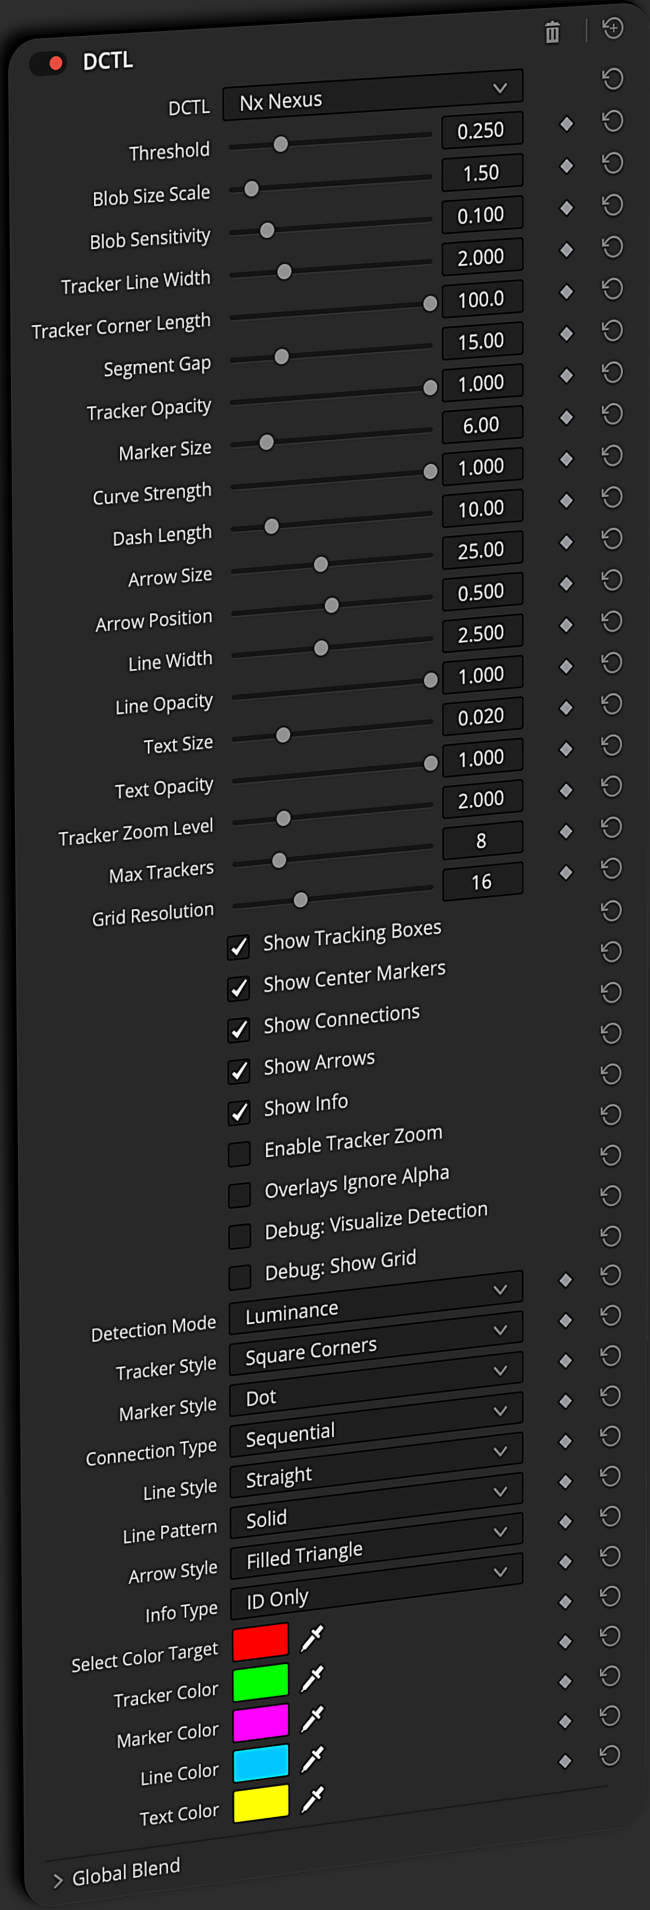 DCTL
DCTL Nx Nexus
Threshold 0.250
Blob Size Scale 1.50
Blob Sensitivity 0.100
Tracker Line Width 2.000
Tracker Corner Length 100.0
Segment Gap 15.00
Tracker Opacity 1.000
Marker Size 6.00
Curve Strength 1.000
Dash Length 10.00
Arrow Size 25.00
Arrow Position 0.500
Line Width 2.500
Line Opacity 1.000
Text Size 0.020
Text Opacity 1.000
Tracker Zoom Level 2.000
Max Trackers 8
Grid Resolution 16
Show Tracking Boxes
Show Center Markers
Show Connections
Show Arrows
Show Info
Enable Tracker Zoom
Overlays Ignore Alpha
Debug: Visualize Detection
Debug: Show Grid
Detection Mode Luminance
Tracker Style Square Corners
Marker Style Dot
Connection Type Sequential
Line Style Straight
Line Pattern Solid
Arrow Style Filled Triangle
Info Type ID Only
Select Color Target
Tracker Color
Marker Color
Line Color
Text Color
Global Blend